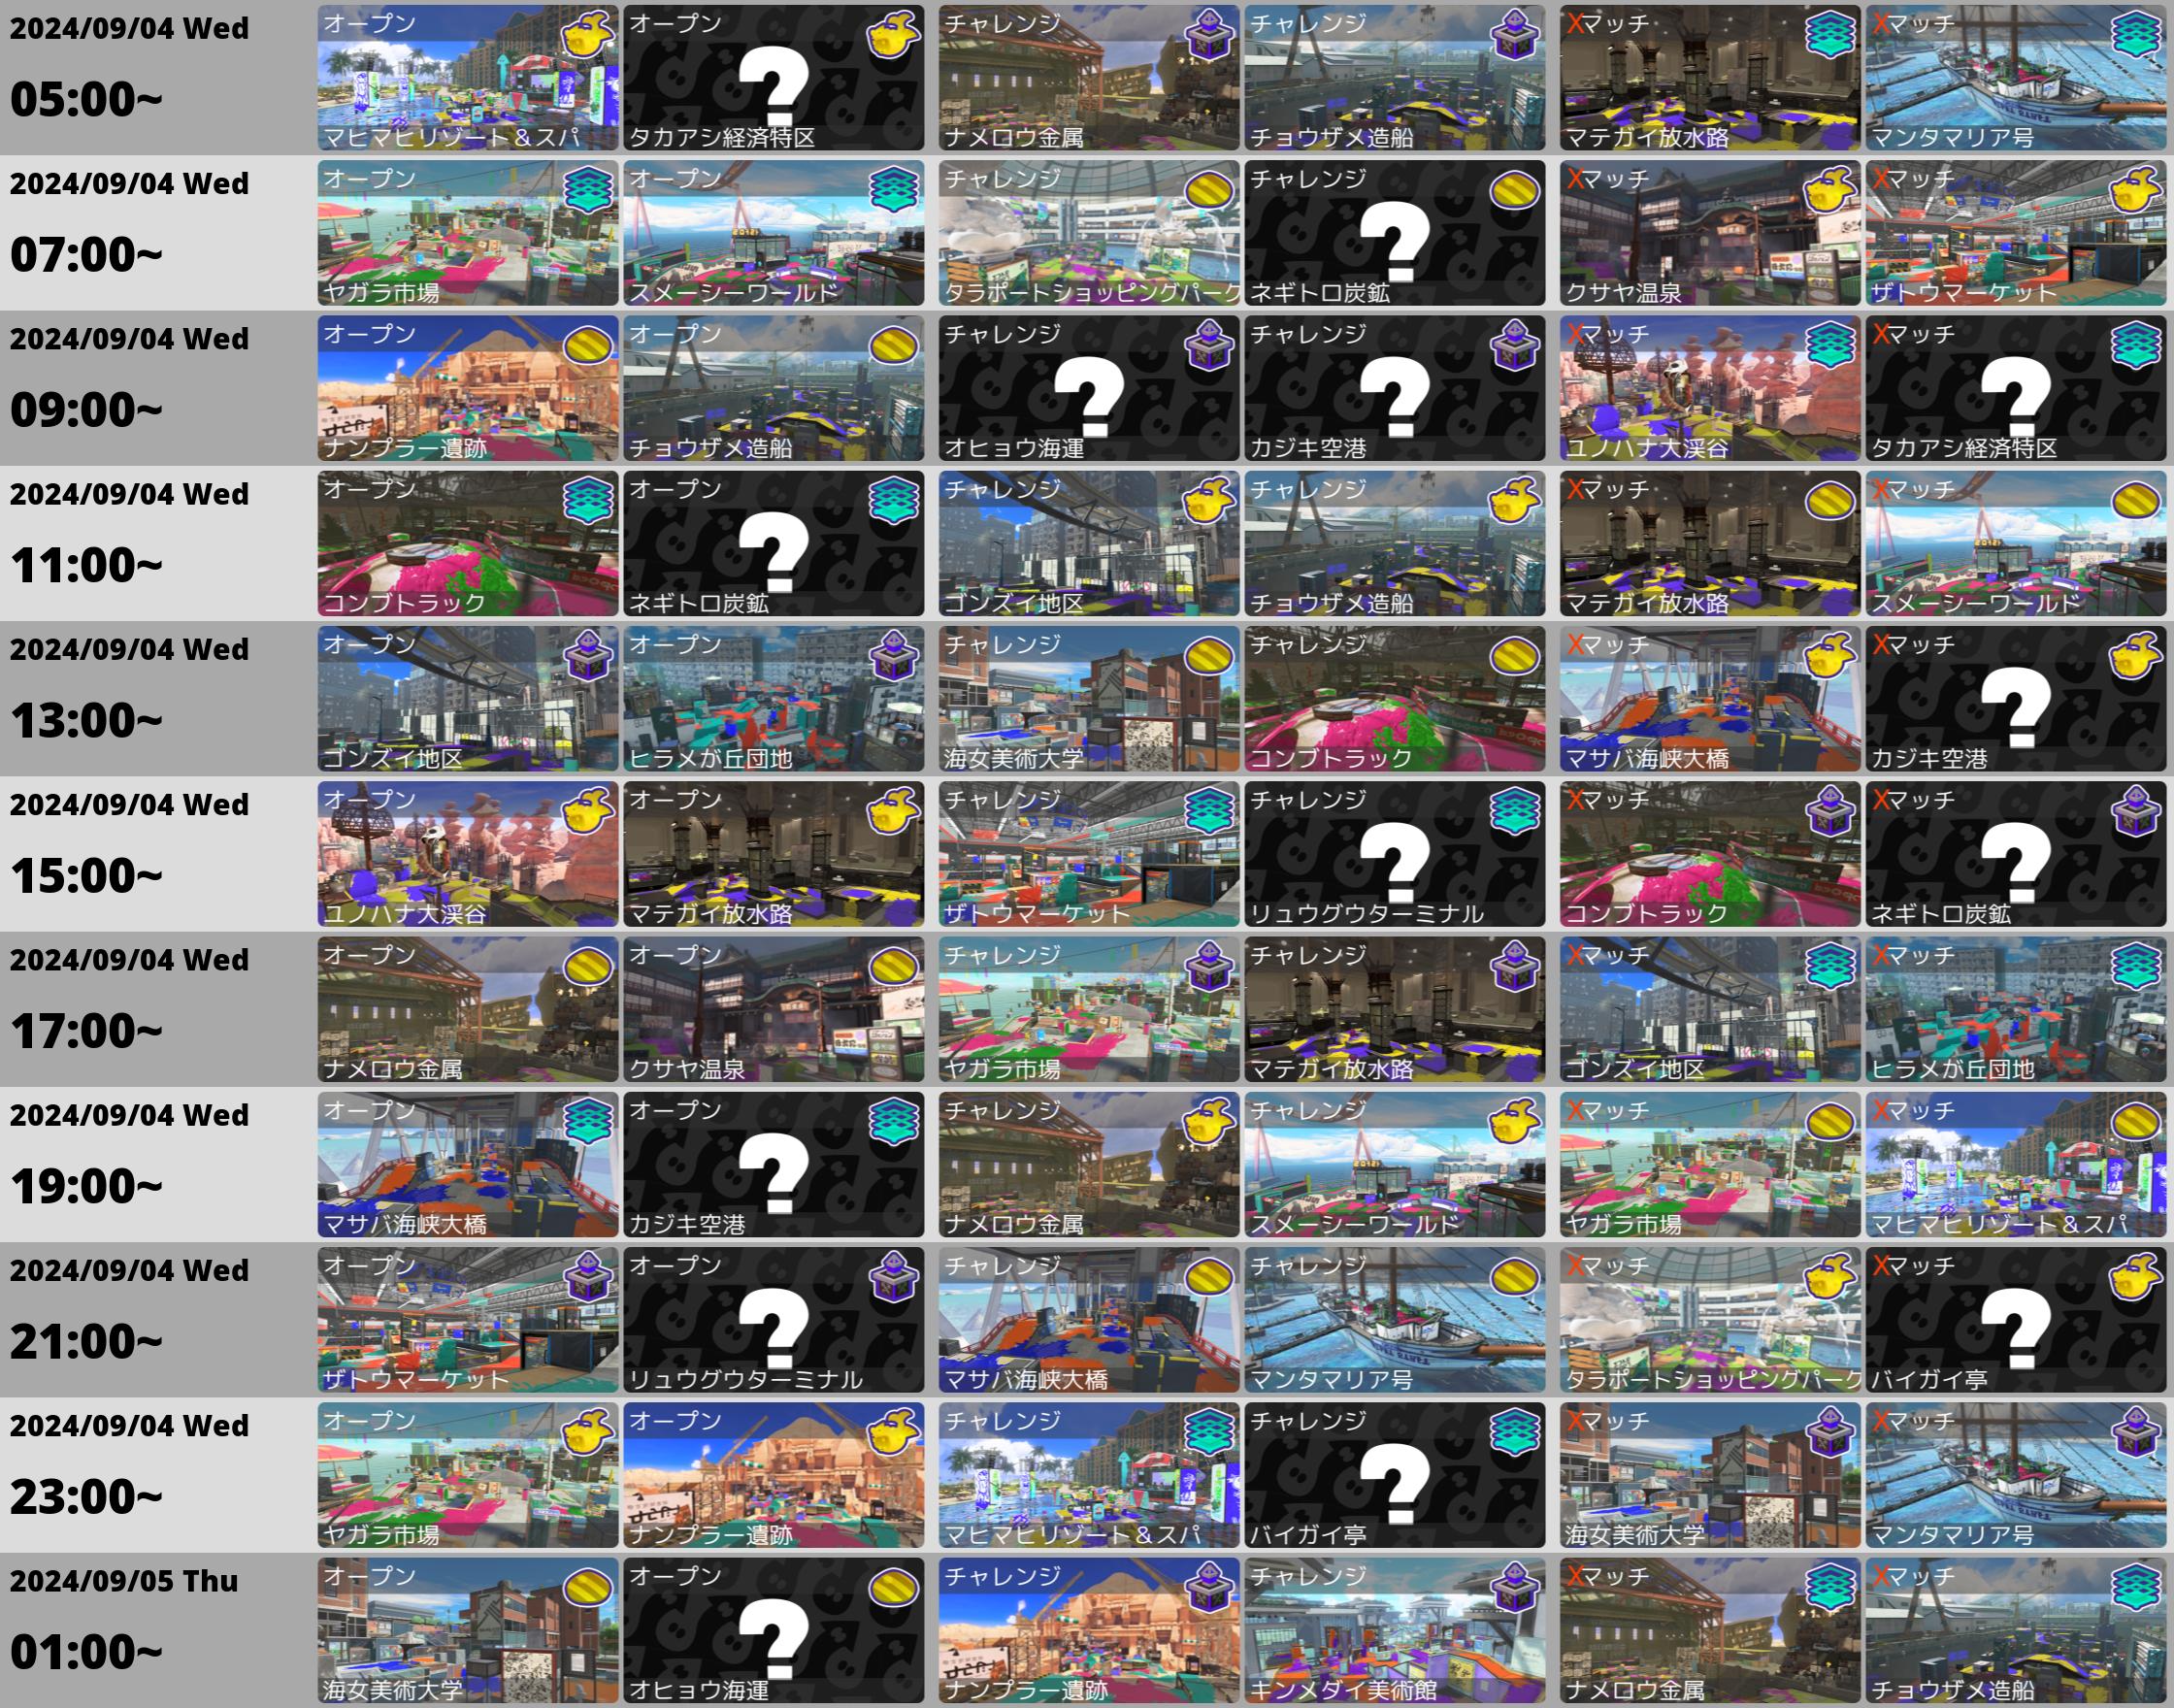 2024/09/04 Wed
05:00~
オープン オープン チャレンジ チャレンジ Xマッチ Xマッチ
マヒマヒリゾート＆スパ タカアシ経済特区 ナメロウ金属 チョウザメ造船 マテガイ放水路 マンタマリア号
2024/09/04 Wed
07:00~
オープン オープン チャレンジ チャレンジ Xマッチ Xマッチ
ヤガラ市場 スメーシーワールド タラポートショッピングパーク ネギトロ炭鉱 クサヤ温泉 ザトウマーケット
2024/09/04 Wed
09:00~
オープン オープン チャレンジ チャレンジ Xマッチ Xマッチ
ナンプラー遺跡 チョウザメ造船 オヒョウ海運 カジキ空港 ユノハナ大渓谷 タカアシ経済特区
2024/09/04 Wed
11:00~
オープン オープン チャレンジ チャレンジ Xマッチ Xマッチ
コンブトラック ネギトロ炭鉱 ゴンズイ地区 チョウザメ造船 マテガイ放水路 スメーシーワールド
2024/09/04 Wed
13:00~
オープン オープン チャレンジ チャレンジ Xマッチ Xマッチ
ゴンズイ地区 ヒラメが丘団地 海女美術大学 コンブトラック マサバ海峡大橋 カジキ空港
2024/09/04 Wed
15:00~
オープン オープン チャレンジ チャレンジ Xマッチ Xマッチ
ユノハナ大渓谷 マテガイ放水路 ザトウマーケット リュウグウターミナル コンブトラック ネギトロ炭鉱
2024/09/04 Wed
17:00~
オープン オープン チャレンジ チャレンジ Xマッチ Xマッチ
ナメロウ金属 クサヤ温泉 ヤガラ市場 マテガイ放水路 ゴンズイ地区 ヒラメが丘団地
2024/09/04 Wed
19:00~
オープン オープン チャレンジ チャレンジ Xマッチ Xマッチ
マサバ海峡大橋 カジキ空港 ナメロウ金属 スメーシーワールド ヤガラ市場 マヒマヒリゾート＆スパ
2024/09/04 Wed
21:00~
オープン オープン チャレンジ チャレンジ Xマッチ Xマッチ
ザトウマーケット リュウグウターミナル マサバ海峡大橋 マンタマリア号 タラポートショッピングパーク バイガイ亭
2024/09/04 Wed
23:00~
オープン オープン チャレンジ チャレンジ Xマッチ Xマッチ
ヤガラ市場 ナンプラー遺跡 マヒマヒリゾート＆スパ バイガイ亭 海女美術大学 マンタマリア号
2024/09/05 Thu
01:00~
オープン オープン チャレンジ チャレンジ Xマッチ Xマッチ
海女美術大学 オヒョウ海運 ナンプラー遺跡 キンメダイ美術館 ナメロウ金属 チョウザメ造船